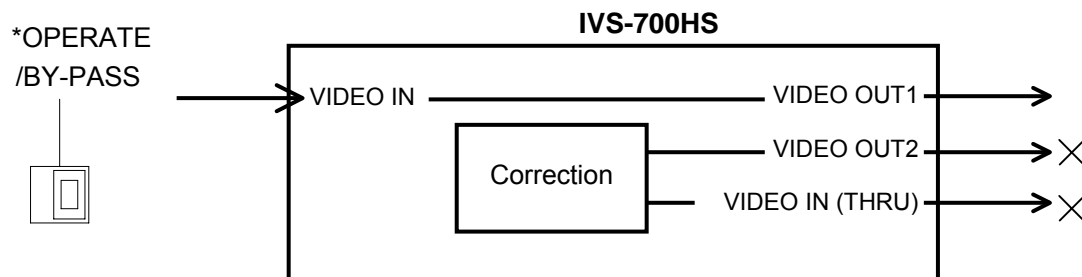 IVS-700HS
*OPERATE
/BY-PASS
VIDEO IN
VIDEO OUT1
VIDEO OUT2
Correction
VIDEO IN (THRU)